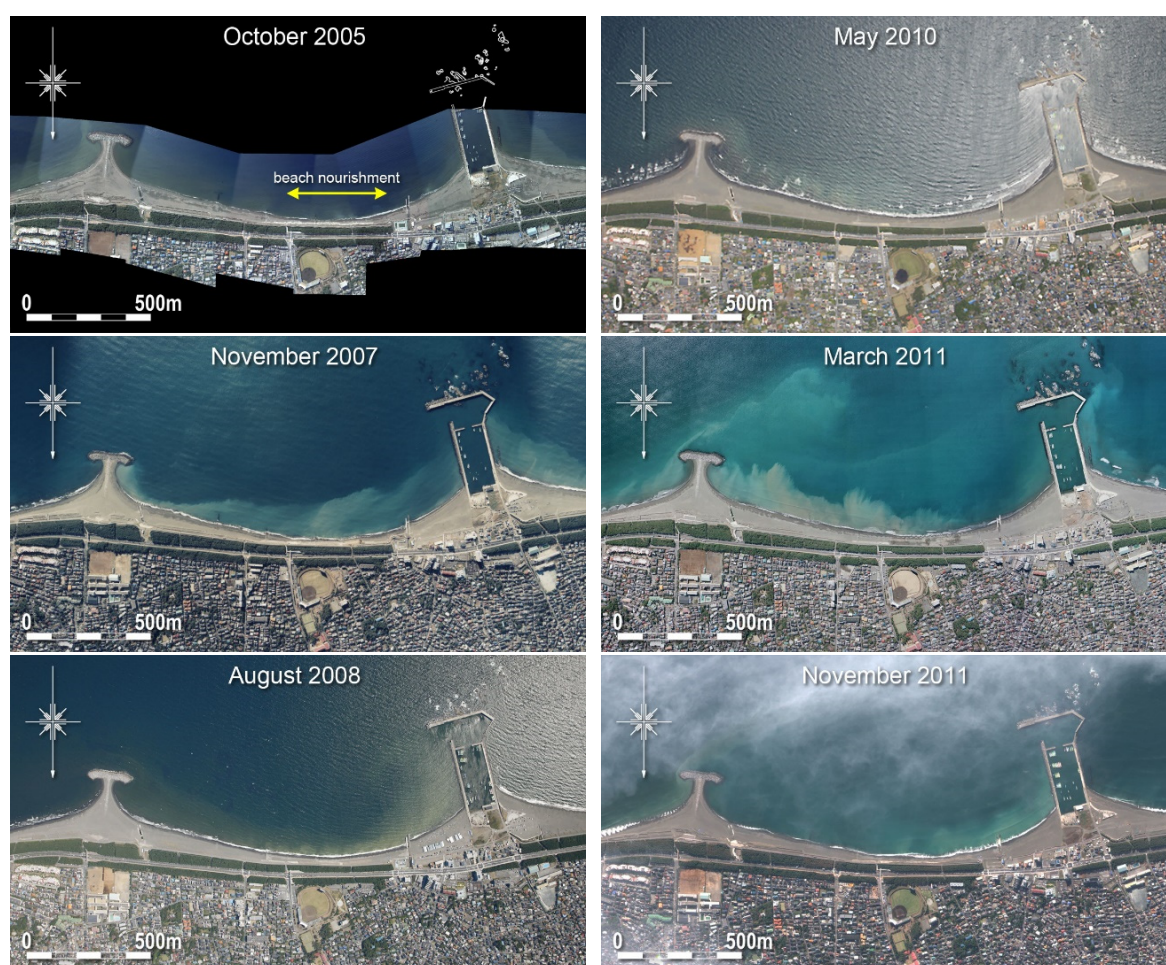 October 2005
beach nourishment
0 500m
May 2010
0 500m
November 2007
0 500m
March 2011
0 500m
August 2008
0 500m
November 2011
0 500m